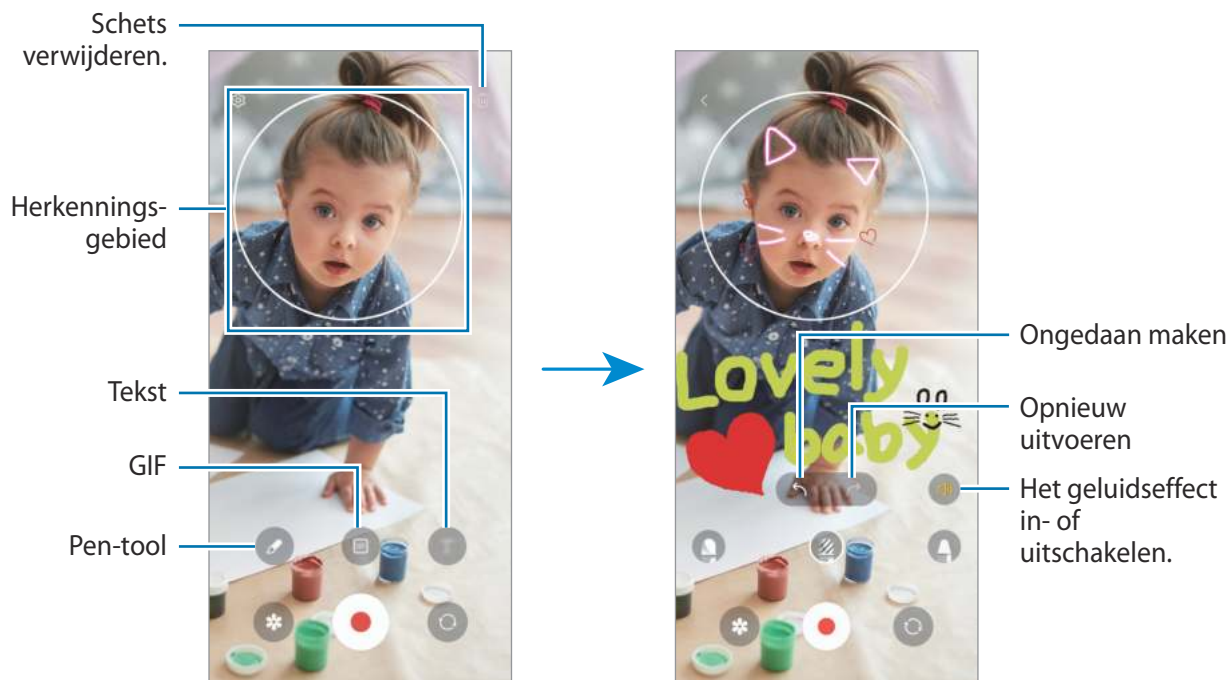 Schets
verwijderen.
Herkennings-
gebied
Tekst
GIF
Pen-tool
Lovely
baby
Ongedaan maken
Opnieuw
uitvoeren
Het geluidseffect
in- of
uitschakelen.